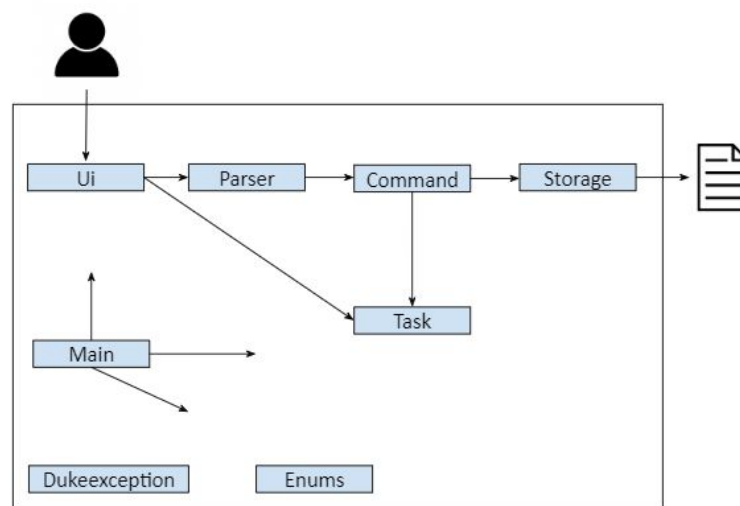 Ui
Parser
Command
Storage
Task
Main
Dukeexception
Enums